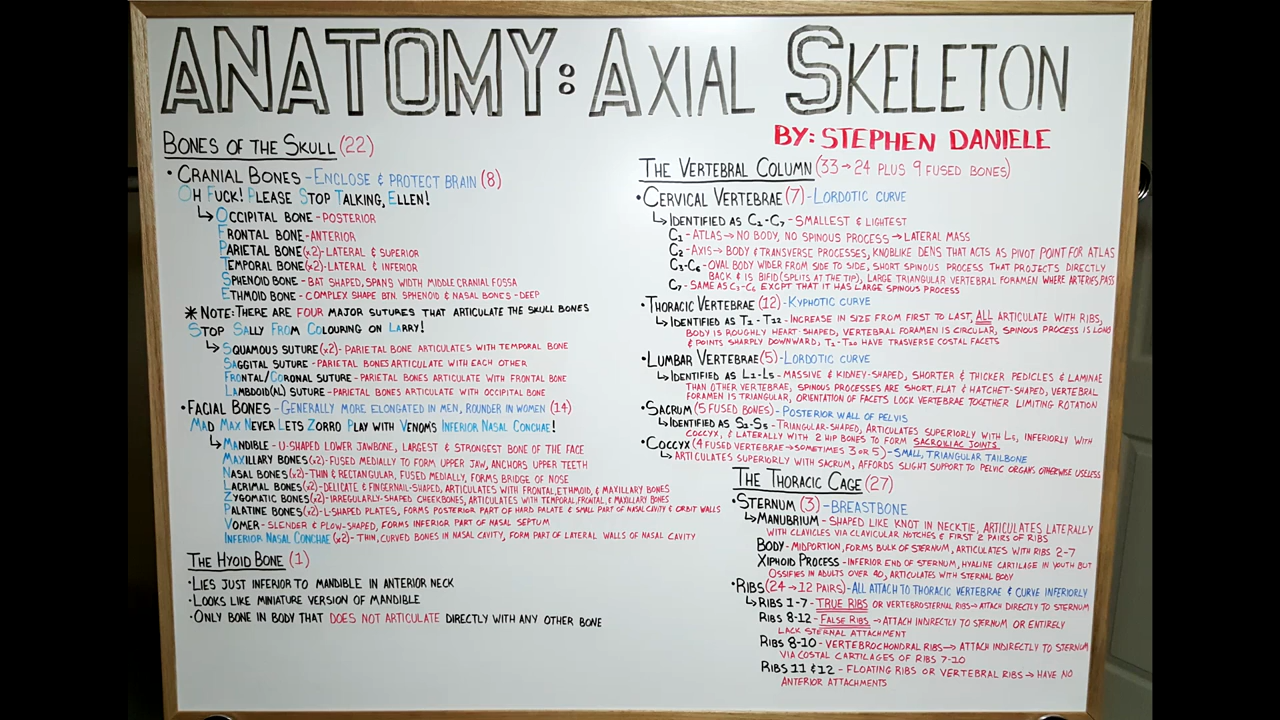 ANATOMY: AXIAL SKELETON
BY: STEPHEN DANIELE
BONES OF THE SKULL (22)
• CRANIAL BONES - ENCLOSE & PROTECT BRAIN (8)
OH FUCK! PLEASE STOP TALKING, ELLEN!
↳ OCCIPITAL BONE - POSTERIOR
FRONTAL BONE - ANTERIOR
PARIETAL BONE (x2) - LATERAL & SUPERIOR
TEMPORAL BONE (x2) - LATERAL & INFERIOR
SPHENOID BONE - BAT SHAPED, SPANS WIDTH MIDDLE CRANIAL FOSSA
ETHMOID BONE - COMPLEX SHAPE BTN. SPHENOID & NASAL BONES - DEEP
* NOTE: THERE ARE FOUR MAJOR SUTURES THAT ARTICULATE THE SKULL BONES
STOP SALLY FROM COLOURING ON LARRY!
↳ SQUAMOUS SUTURE (x2) - PARIETAL BONE ARTICULATES WITH TEMPORAL BONE
SAGGITAL SUTURE - PARIETAL BONES ARTICULATE WITH EACH OTHER
FRONTAL/CORONAL SUTURE - PARIETAL BONES ARTICULATE WITH FRONTAL BONE
LAMBDOID(AL) SUTURE - PARIETAL BONES ARTICULATE WITH OCCIPITAL BONE
• FACIAL BONES - GENERALLY MORE ELONGATED IN MEN, ROUNDER IN WOMEN (14)
MAD MAX NEVER LETS ZORRO PLAY WITH VENOM'S INFERIOR NASAL CONCHAE!
↳ MANDIBLE - U-SHAPED LOWER JAWBONE, LARGEST & STRONGEST BONE OF THE FACE
MAXILLARY BONES (x2) - FUSED MEDIALLY TO FORM UPPER JAW, ANCHORS UPPER TEETH
NASAL BONES (x2) - THIN & RECTANGULAR, FUSED MEDIALLY, FORMS BRIDGE OF NOSE
LACRIMAL BONES (x2) - DELICATE & FINGERNAIL-SHAPED, ARTICULATES WITH FRONTAL, ETHMOID, & MAXILLARY BONES
ZYGOMATIC BONES (x2) - IRREGULARLY-SHAPED CHEEKBONES, ARTICULATES WITH TEMPORAL, FRONTAL, & MAXILLARY BONES
PALATINE BONES (x2) - L-SHAPED PLATES, FORMS POSTERIOR PART OF HARD PALATE & SMALL PART OF NASAL CAVITY & ORBIT WALLS
VOMER - SLENDER & PLOW-SHAPED, FORMS INFERIOR PART OF NASAL SEPTUM
INFERIOR NASAL CONCHAE (x2) - THIN, CURVED BONES IN NASAL CAVITY, FORM PART OF LATERAL WALLS OF NASAL CAVITY
THE HYOID BONE (1)
• LIES JUST INFERIOR TO MANDIBLE IN ANTERIOR NECK
• LOOKS LIKE MINIATURE VERSION OF MANDIBLE
• ONLY BONE IN BODY THAT DOES NOT ARTICULATE DIRECTLY WITH ANY OTHER BONE
THE VERTEBRAL COLUMN (33 → 24 PLUS 9 FUSED BONES)
• CERVICAL VERTEBRAE (7) - LORDOTIC CURVE
↳ IDENTIFIED AS C1-C7 - SMALLEST & LIGHTEST
C1 - ATLAS → NO BODY, NO SPINOUS PROCESS → LATERAL MASS
C2 - AXIS → BODY & TRANSVERSE PROCESSES, KNOBLIKE DENS THAT ACTS AS PIVOT POINT FOR ATLAS
C3-C6 - OVAL BODY WIDER FROM SIDE TO SIDE, SHORT SPINOUS PROCESS THAT PROJECTS DIRECTLY
BACK & IS BIFID (SPLITS AT THE TIP), LARGE TRIANGULAR VERTEBRAL FORAMEN WHERE ARTERIES PASS
C7 - SAME AS C3-C6 EXCEPT THAT IT HAS LARGE SPINOUS PROCESS
• THORACIC VERTEBRAE (12) - KYPHOTIC CURVE
↳ IDENTIFIED AS T1 - T12 - INCREASE IN SIZE FROM FIRST TO LAST, ALL ARTICULATE WITH RIBS,
BODY IS ROUGHLY HEART-SHAPED, VERTEBRAL FORAMEN IS CIRCULAR, SPINOUS PROCESS IS LONG
& POINTS SHARPLY DOWNWARD, T1-T10 HAVE TRASVERSE COSTAL FACETS
• LUMBAR VERTEBRAE (5) - LORDOTIC CURVE
↳ IDENTIFIED AS L1-L5 - MASSIVE & KIDNEY-SHAPED, SHORTER & THICKER PEDICLES & LAMINAE
THAN OTHER VERTEBRAE, SPINOUS PROCESSES ARE SHORT, FLAT & HATCHET-SHAPED, VERTEBRAL
FORAMEN IS TRIANGULAR, ORIENTATION OF FACETS LOCK VERTEBRAE TOGETHER LIMITING ROTATION
• SACRUM (5 FUSED BONES) - POSTERIOR WALL OF PELVIS
↳ IDENTIFIED AS S1-S5 - TRIANGULAR-SHAPED, ARTICULATES SUPERIORLY WITH L5, INFERIORLY WITH
COCCYX, & LATERALLY WITH 2 HIP BONES TO FORM SACROILIAC JOINTS
• COCCYX (4 FUSED VERTEBRAE → SOMETIMES 3 OR 5) - SMALL, TRIANGULAR TAILBONE
↳ ARTICULATES SUPERIORLY WITH SACRUM, AFFORDS SLIGHT SUPPORT TO PELVIC ORGANS. OTHERWISE USELESS
THE THORACIC CAGE (27)
• STERNUM (3) - BREASTBONE
↳ MANUBRIUM - SHAPED LIKE KNOT IN NECKTIE, ARTICULATES LATERALLY
WITH CLAVICLES VIA CLAVICULAR NOTCHES & FIRST 2 PAIRS OF RIBS
BODY - MIDPORTION, FORMS BULK OF STERNUM, ARTICULATES WITH RIBS 2-7
XIPHOID PROCESS - INFERIOR END OF STERNUM, HYALINE CARTILAGE IN YOUTH BUT
OSSIFIES IN ADULTS OVER 40, ARTICULATES WITH STERNAL BODY
• RIBS (24 → 12 PAIRS) - ALL ATTACH TO THORACIC VERTEBRAE & CURVE INFERIORLY
↳ RIBS 1-7 - TRUE RIBS OR VERTEBROSTERNAL RIBS → ATTACH DIRECTLY TO STERNUM
RIBS 8-12 - FALSE RIBS → ATTACH INDIRECTLY TO STERNUM OR ENTIRELY
LACK STERNAL ATTACHMENT
RIBS 8-10 - VERTEBROCHONDRAL RIBS → ATTACH INDIRECTLY TO STERNUM
VIA COSTAL CARTILAGES OF RIBS 7-10
RIBS 11 & 12 - FLOATING RIBS OR VERTEBRAL RIBS → HAVE NO
ANTERIOR ATTACHMENTS